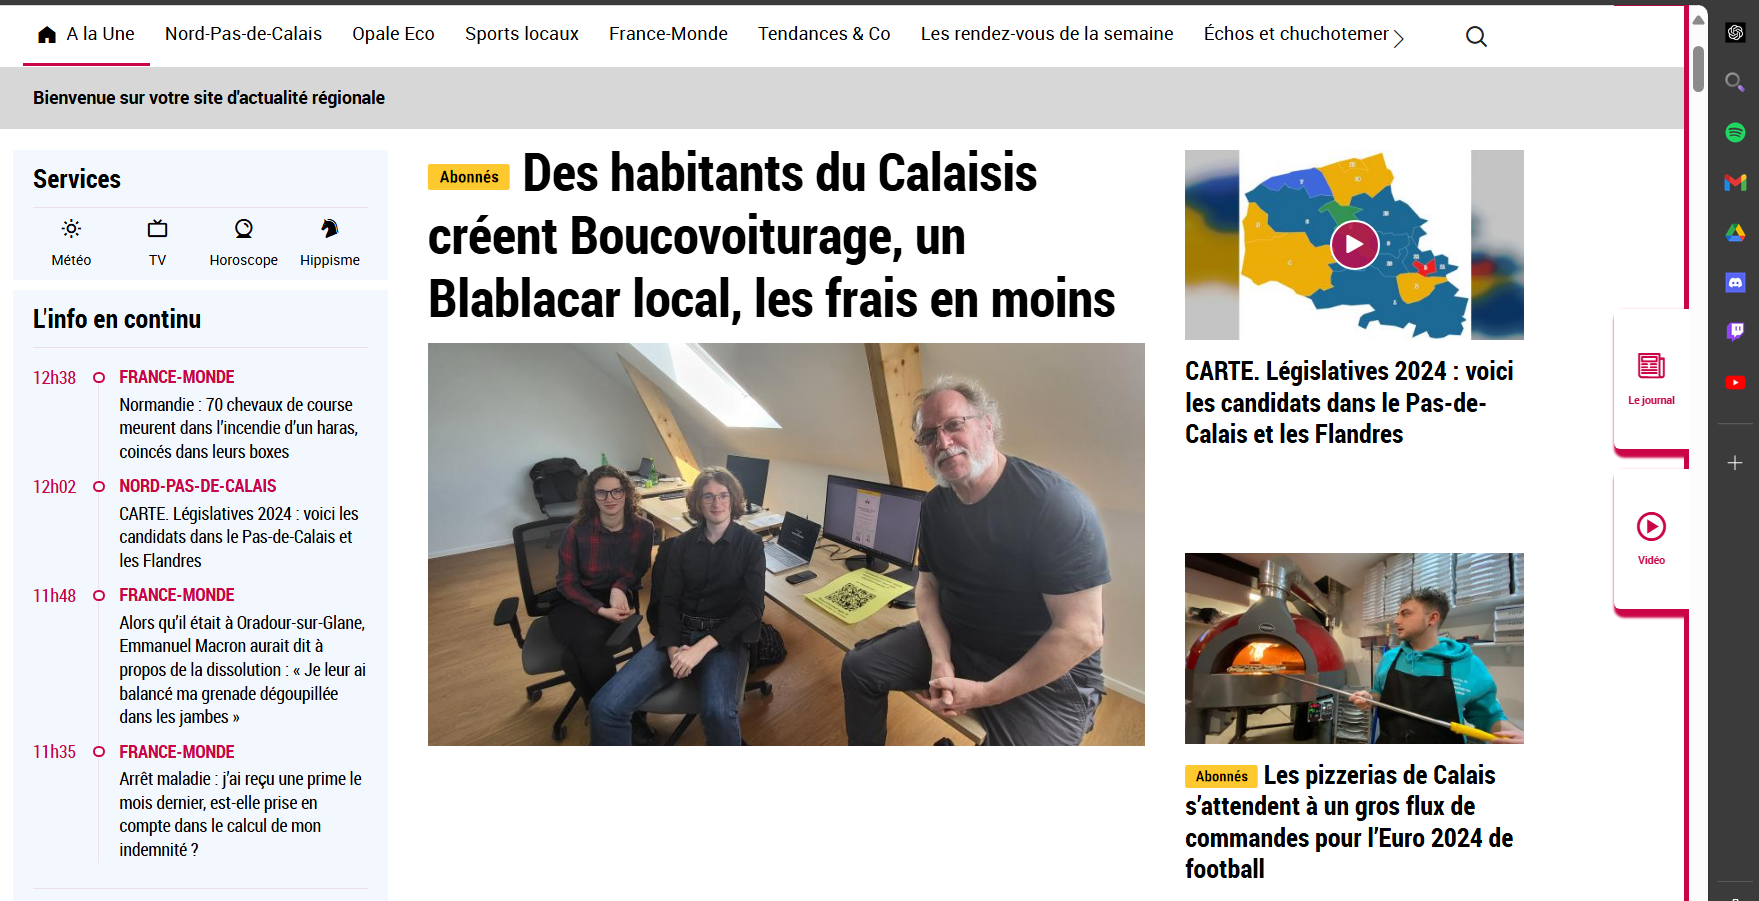 A la Une
Nord-Pas-de-Calais
Opale Eco
Sports locaux
France-Monde
Tendances & Co
Les rendez-vous de la semaine
Échos et chuchotemer
Bienvenue sur votre site d'actualité régionale
Services
Météo
TV
Horoscope
Hippisme
L'info en continu
12h38
FRANCE-MONDE
Normandie : 70 chevaux de course
meurent dans l’incendie d’un haras,
coincés dans leurs boxes
12h02
NORD-PAS-DE-CALAIS
CARTE. Législatives 2024 : voici les
candidats dans le Pas-de-Calais et
les Flandres
11h48
FRANCE-MONDE
Alors qu’il était à Oradour-sur-Glane,
Emmanuel Macron aurait dit à
propos de la dissolution : « Je leur ai
balancé ma grenade dégoupillée
dans les jambes »
11h35
FRANCE-MONDE
Arrêt maladie : j’ai reçu une prime le
mois dernier, est-elle prise en
compte dans le calcul de mon
indemnité ?
Abonnés Des habitants du Calaisis
créent Boucovoiturage, un
Blablacar local, les frais en moins
CARTE. Législatives 2024 : voici
les candidats dans le Pas-de-
Calais et les Flandres
Abonnés Les pizzerias de Calais
s’attendent à un gros flux de
commandes pour l’Euro 2024 de
football
Le journal
Vidéo